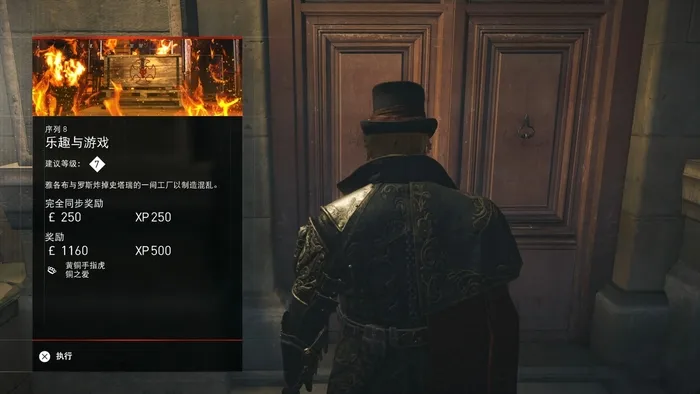 序列 8
乐趣与游戏
建议等级： 7
雅各布与罗斯炸掉史塔瑞的一间工厂以制造混乱。
完全同步奖励
£ 250 XP 250
奖励
£ 1160 XP 500
黄铜手指虎
铜之爱
执行